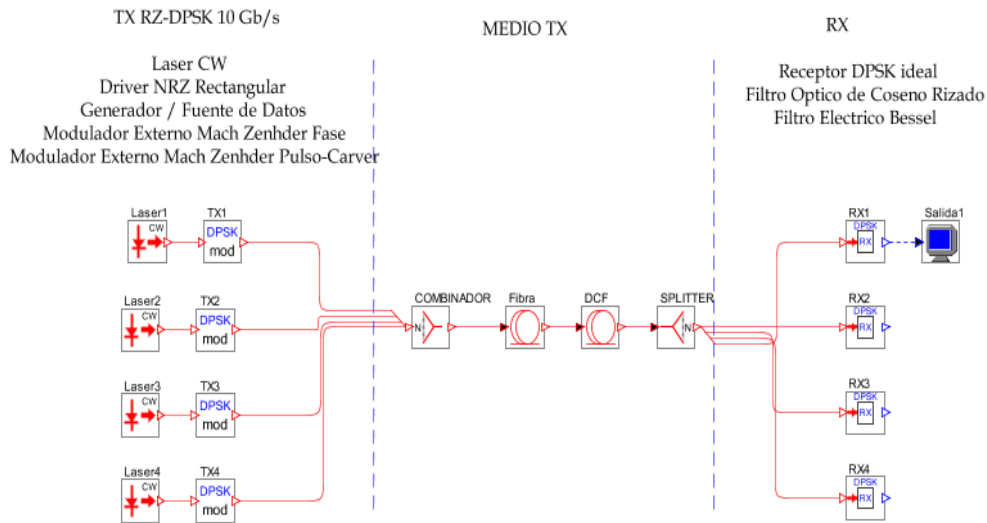 TX RZ-DPSK 10 Gb/s
Laser CW
Driver NRZ Rectangular
Generador / Fuente de Datos
Modulador Externo Mach Zenhder Fase
Modulador Externo Mach Zenhder Pulso-Carver
MEDIO TX
RX
Receptor DPSK ideal
Filtro Optico de Coseno Rizado
Filtro Electrico Bessel
Laser1
CW
TX1
DPSK
mod
Laser2
CW
TX2
DPSK
mod
Laser3
CW
TX3
DPSK
mod
Laser4
CW
TX4
DPSK
mod
COMBINADOR
N
Fibra
DCF
SPLITTER
N
RX1
DPSK
RX
Salida1
RX2
DPSK
RX
RX3
DPSK
RX
RX4
DPSK
RX